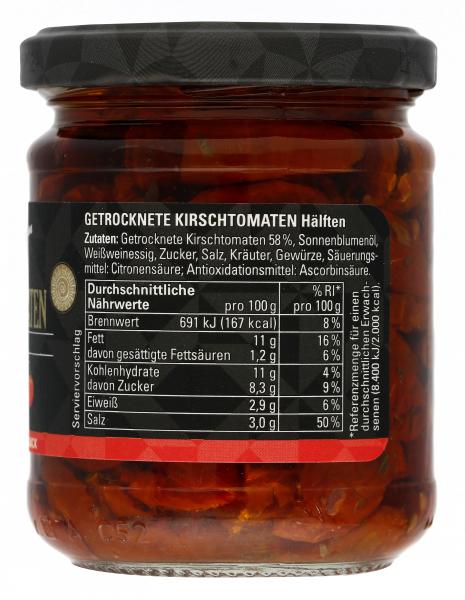 GETROCKNETE KIRSCHTOMATEN Hälften
Zutaten: Getrocknete Kirschtomaten 58 %, Sonnenblumenöl,
Weißweinessig, Zucker, Salz, Kräuter, Gewürze, Säuerungs-
mittel: Citronensäure; Antioxidationsmittel: Ascorbinsäure.
Durchschnittliche % RI*
Nährwerte pro 100 g pro 100 g
Brennwert 691 kJ (167 kcal) 8 %
Fett 11 g 16 %
davon gesättigte Fettsäuren 1,2 g 6 %
Kohlenhydrate 11 g 4 %
davon Zucker 8,3 g 9 %
Eiweiß 2,9 g 6 %
Salz 3,0 g 50 %
Serviervorschlag
*Referenzmenge für einen
durchschnittlichen Erwach-
senen (8.400 kJ/2.000 kcal).
TEN
C52